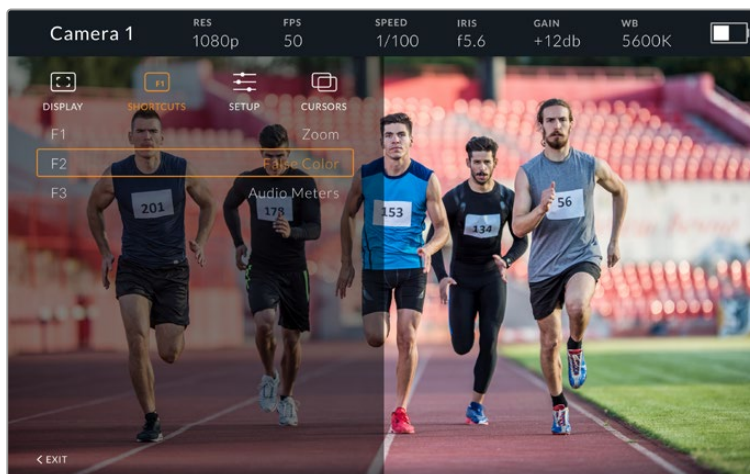 Camera 1
RES
1080p
FPS
50
SPEED
1/100
IRIS
f5.6
GAIN
+12db
WB
5600K
DISPLAY
F1
SHORTCUTS
SETUP
CURSORS
F1 Zoom
F2 False Color
F3 Audio Meters
201
178
153
134
56
< EXIT